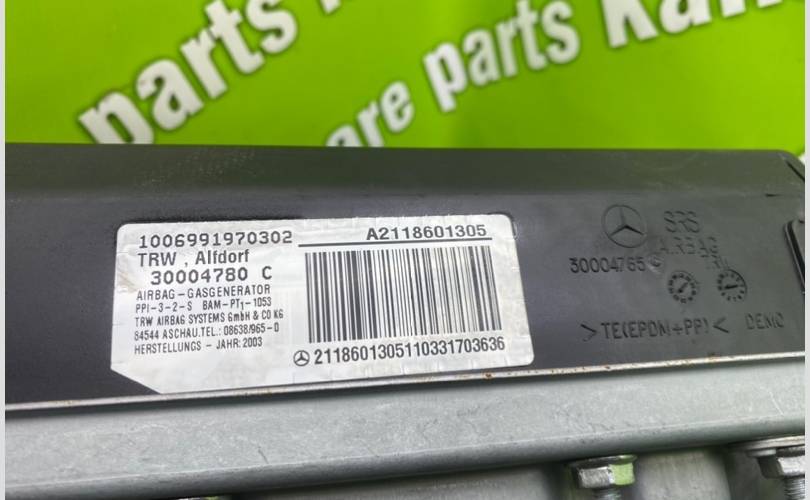 parts
are parts
1006991970302
A2118601305
TRW , Alfdorf
30004780 C
AIRBAG-GASGENERATOR
PPI-3-2-S BAM-PT1-1053
TRW AIRBAG SYSTEMS GmbH & CO KG
84544 ASCHAU.TEL.: 08638/965-0
HERSTELLUNGS - JAHR: 2003
2118601305110331703636
SRS
AIRBAG
30004765
>TE(EPDM+PP)< DEMO